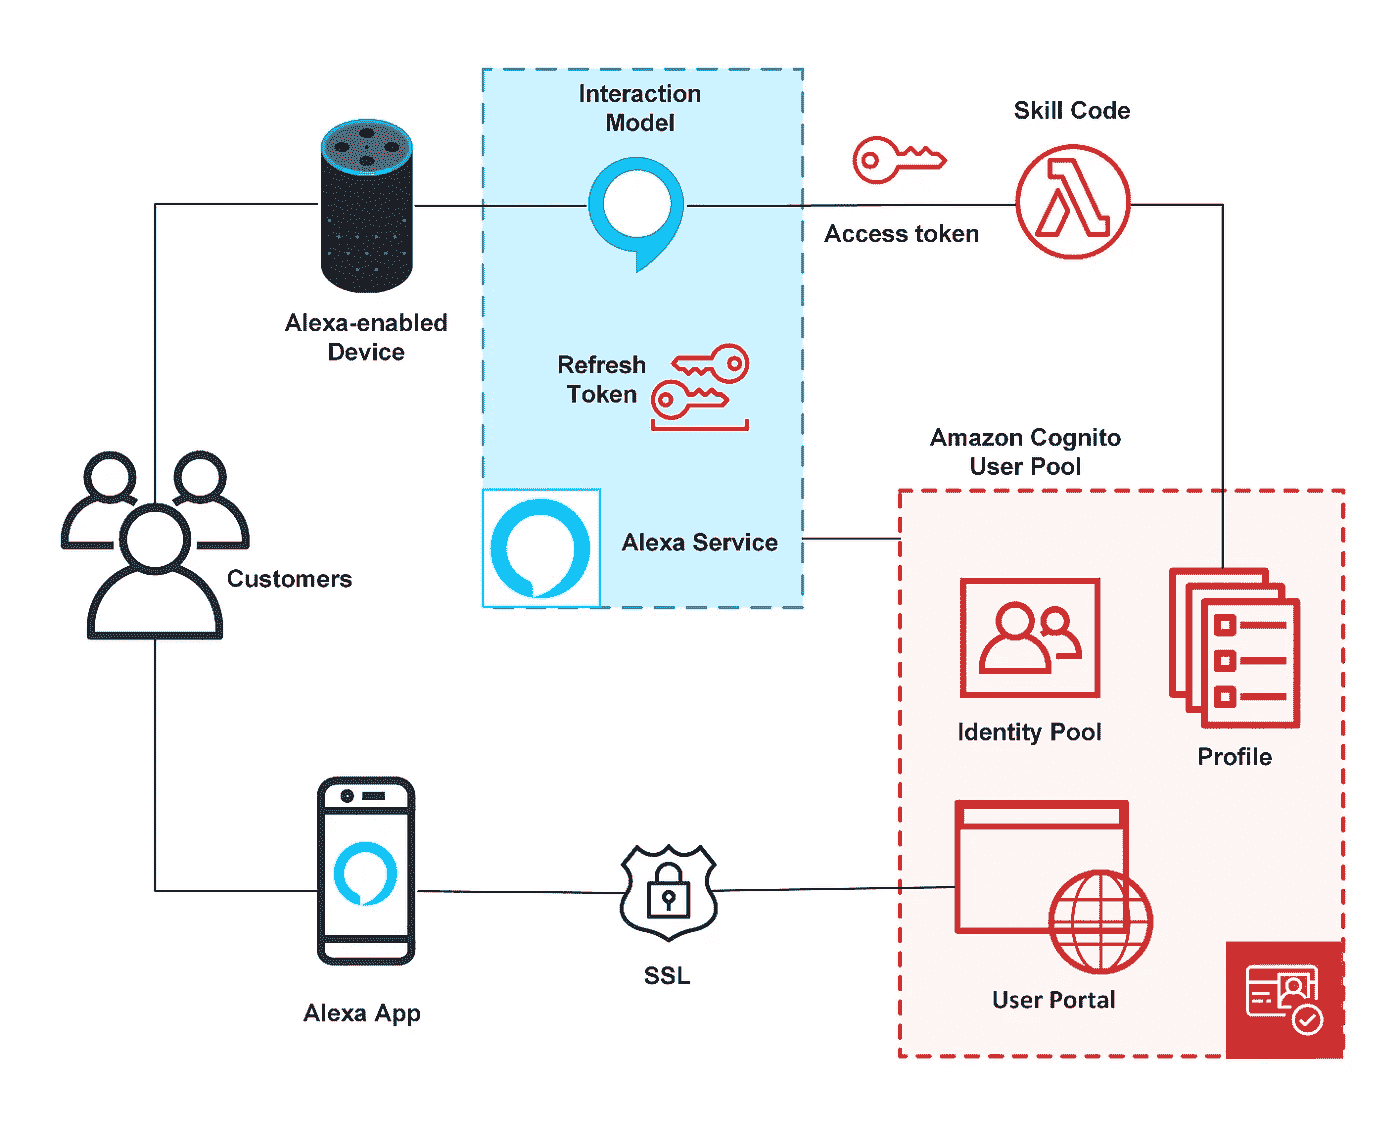 Interaction
Model
Skill Code
Access token
Alexa-enabled
Device
Refresh
Token
Amazon Cognito
User Pool
Alexa Service
Customers
Identity Pool
Profile
SSL
User Portal
Alexa App